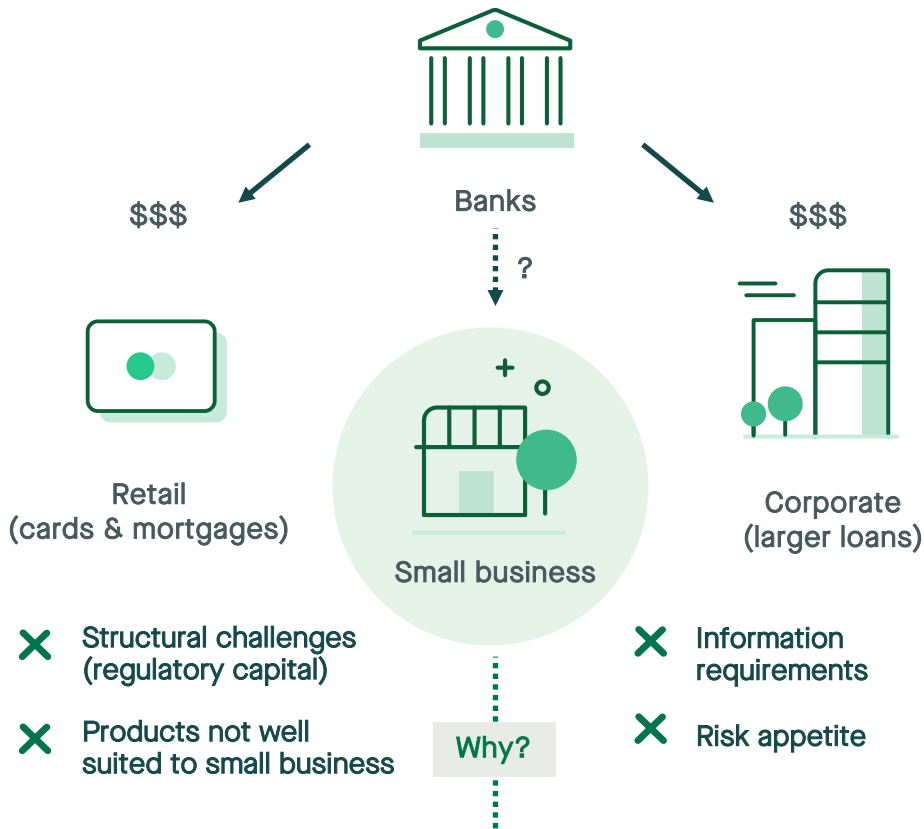 Banks
$$$
$$$
?
Retail
(cards & mortgages)
Corporate
(larger loans)
Small business
Structural challenges
(regulatory capital)
Products not well
suited to small business
Why?
Information
requirements
Risk appetite